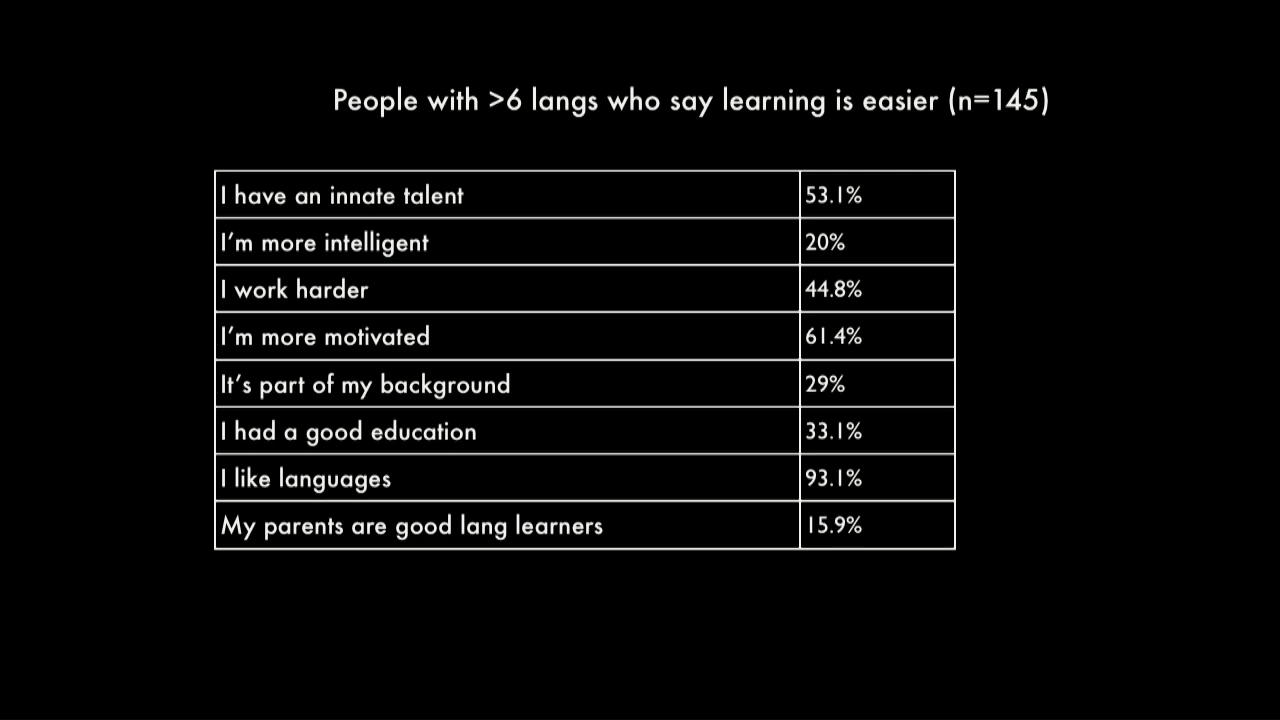 People with >6 langs who say learning is easier (n=145)
I have an innate talent 53.1%
I’m more intelligent 20%
I work harder 44.8%
I’m more motivated 61.4%
It’s part of my background 29%
I had a good education 33.1%
I like languages 93.1%
My parents are good lang learners 15.9%